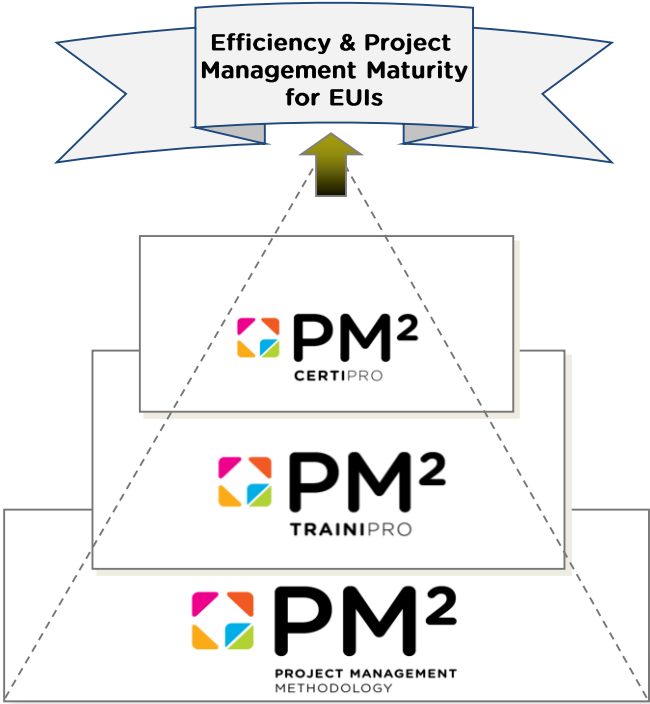 Efficiency & Project
Management Maturity
for EUIs
PM²
CERTIPRO
PM²
TRAINIPRO
PM²
PROJECT MANAGEMENT
METHODOLOGY